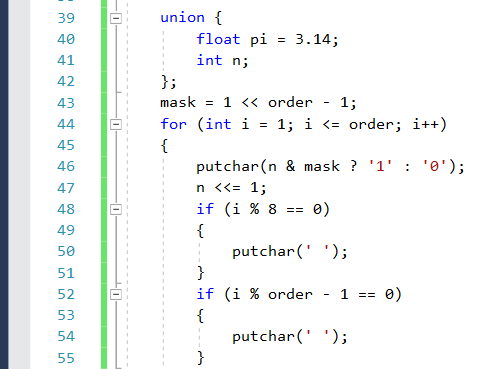 39 union {
40 float pi = 3.14;
41 int n;
42 };
43 mask = 1 << order - 1;
44 for (int i = 1; i <= order; i++)
45 {
46 putchar(n & mask ? '1' : '0');
47 n <<= 1;
48 if (i % 8 == 0)
49 {
50 putchar(' ');
51 }
52 if (i % order - 1 == 0)
53 {
54 putchar(' ');
55 }